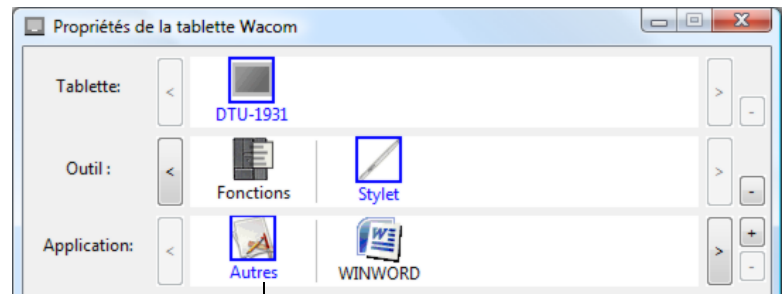 Propriétés de la tablette Wacom
Tablette:
< > -
DTU-1931
Outil :
< > -
Fonctions Stylet
Application:
< > + -
Autres WINWORD